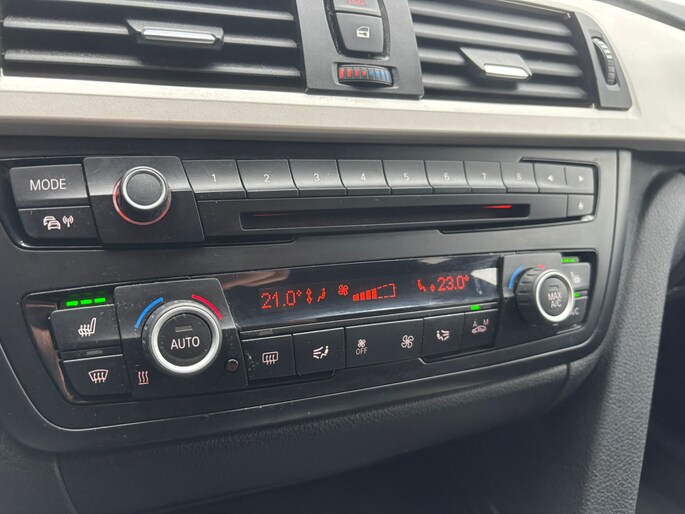 MODE
1 2 3 4 5 6 7 8
21.0° 23.0°
AUTO
OFF
A M
MAX A/C